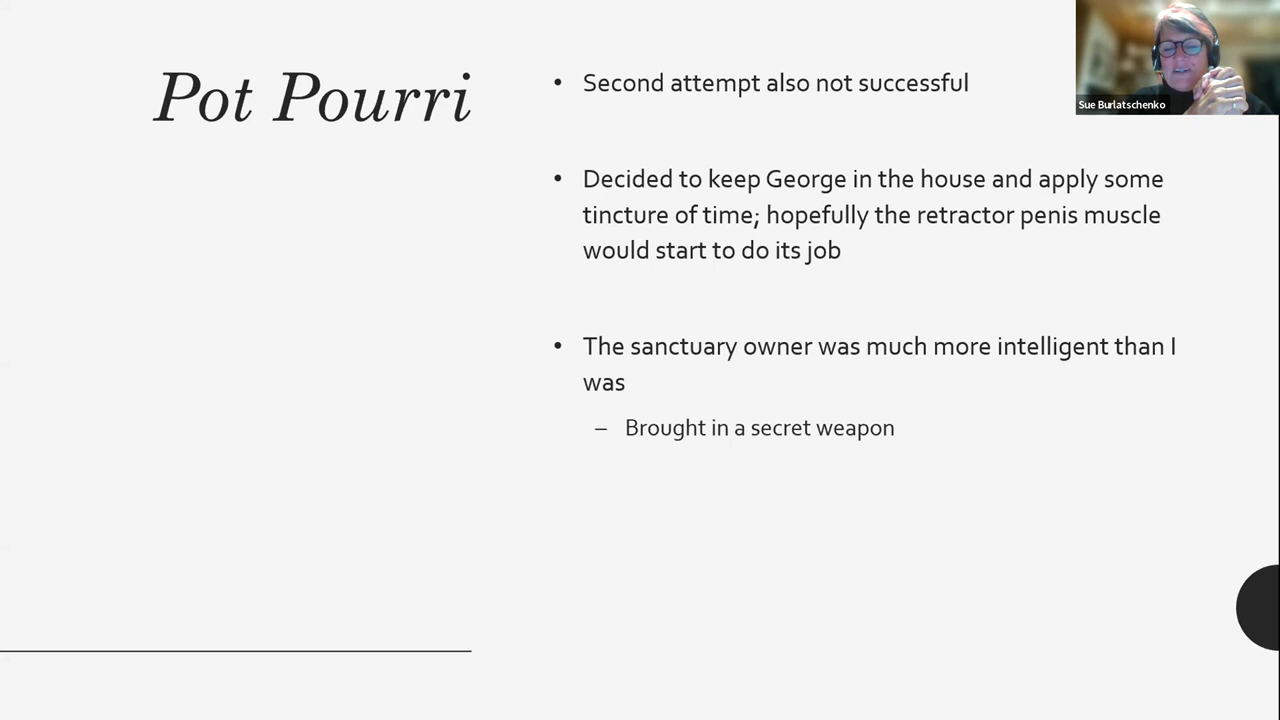 Pot Pourri
• Second attempt also not successful
• Decided to keep George in the house and apply some
tincture of time; hopefully the retractor penis muscle
would start to do its job
• The sanctuary owner was much more intelligent than I
was
– Brought in a secret weapon
Sue Burlatschenko